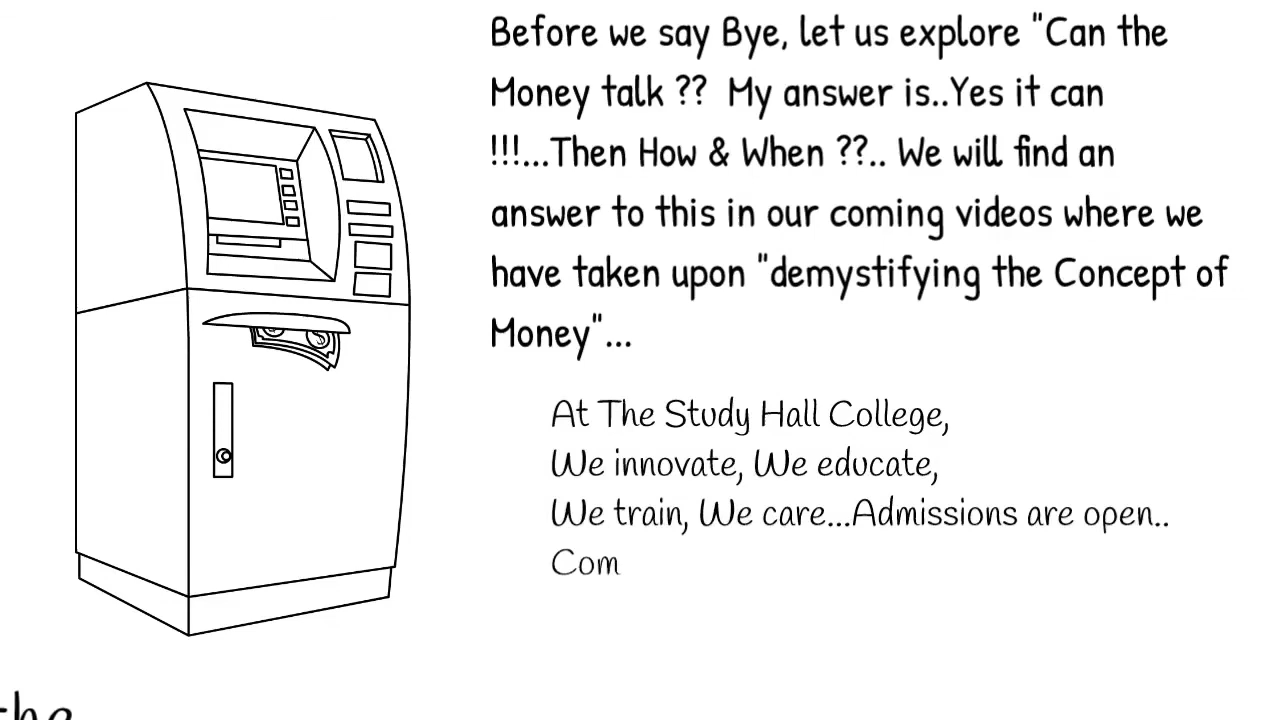 Before we say Bye, let us explore "Can the
Money talk ?? My answer is..Yes it can
!!!...Then How & When ??.. We will find an
answer to this in our coming videos where we
have taken upon "demystifying the Concept of
Money"...
At The Study Hall College,
We innovate, We educate,
We train, We care...Admissions are open..
Com
the